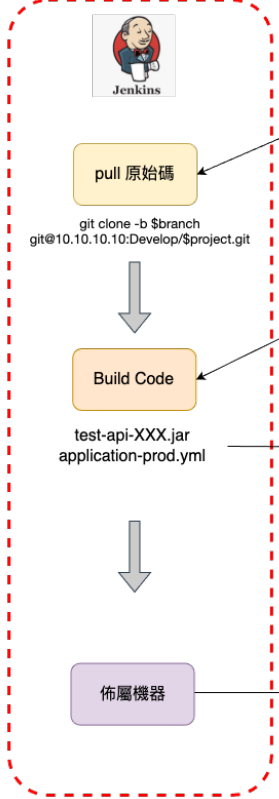 Jenkins
pull 原始碼
git clone -b $branch
git@10.10.10.10:Develop/$project.git
Build Code
test-api-XXX.jar
application-prod.yml
佈屬機器